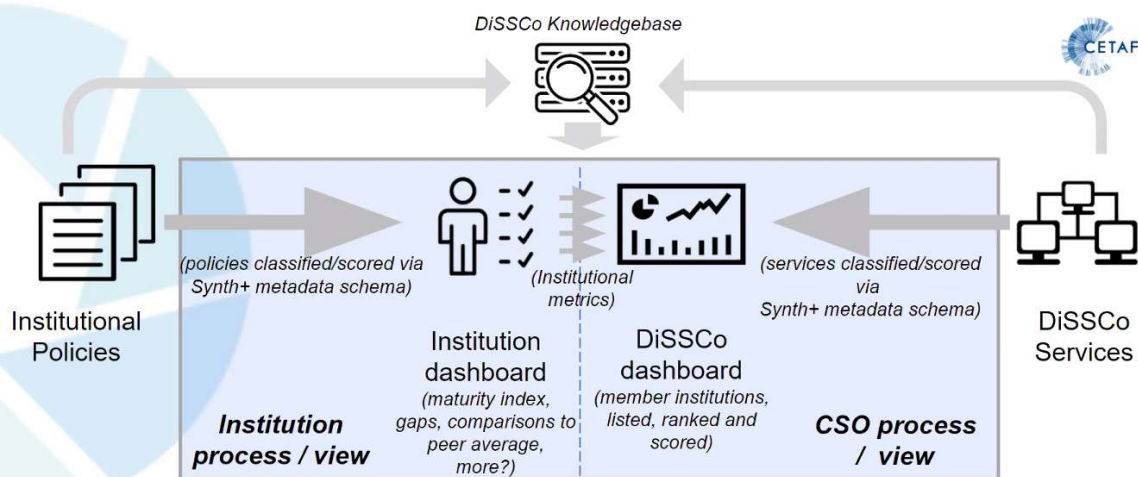 DiSSCo Knowledgebase
CETAF
(policies classified/scored via
Synth+ metadata schema)
(Institutional
metrics)
(services classified/scored
via
Synth+ metadata schema)
Institutional
Policies
Institution
dashboard
(maturity index,
gaps, comparisons to
peer average,
more?)
DiSSCo
dashboard
(member institutions,
listed, ranked and
scored)
DiSSCo
Services
Institution
process / view
CSO process
/ view